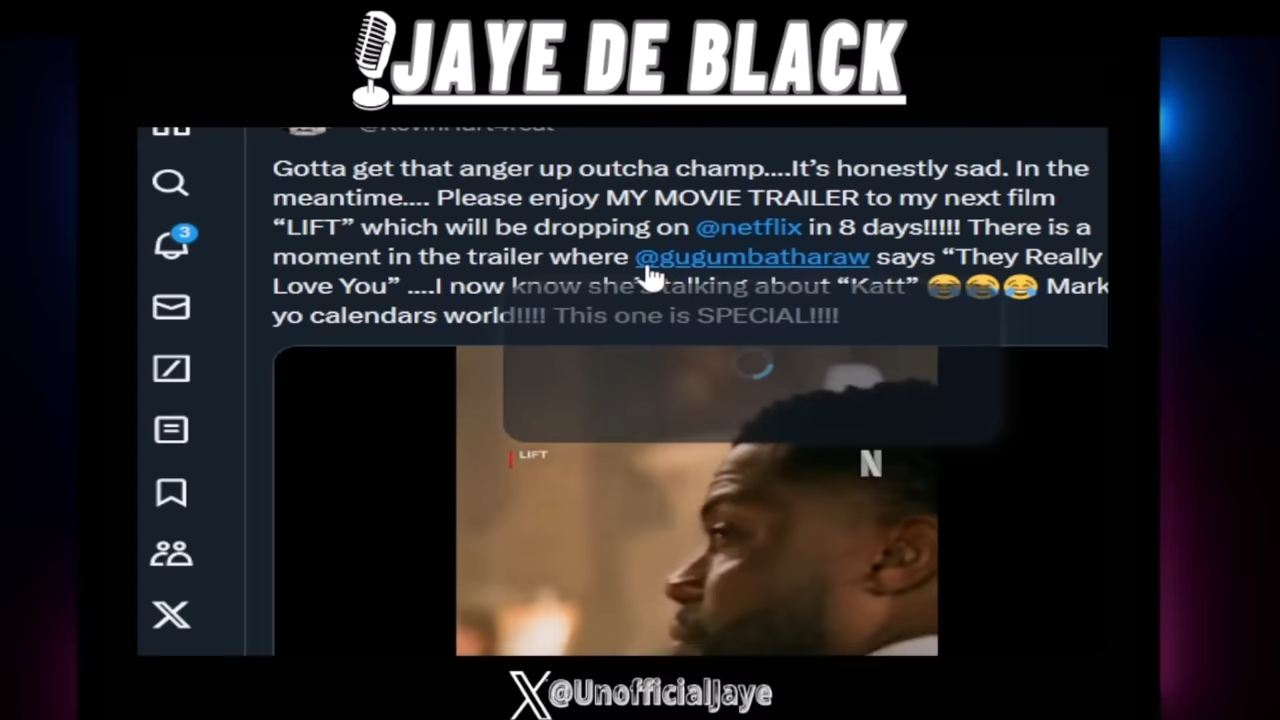 JAYE DE BLACK
@KevinHart4real
3
Gotta get that anger up outcha champ....It’s honestly sad. In the
meantime.... Please enjoy MY MOVIE TRAILER to my next film
“LIFT” which will be dropping on @netflix in 8 days!!!!! There is a
moment in the trailer where @gugumbatharaw says “They Really
Love You” ....I now know she’s talking about “Katt” 😂😂😂 Mark
yo calendars world!!!! This one is SPECIAL!!!!
LIFT
N
X@UnofficialJaye